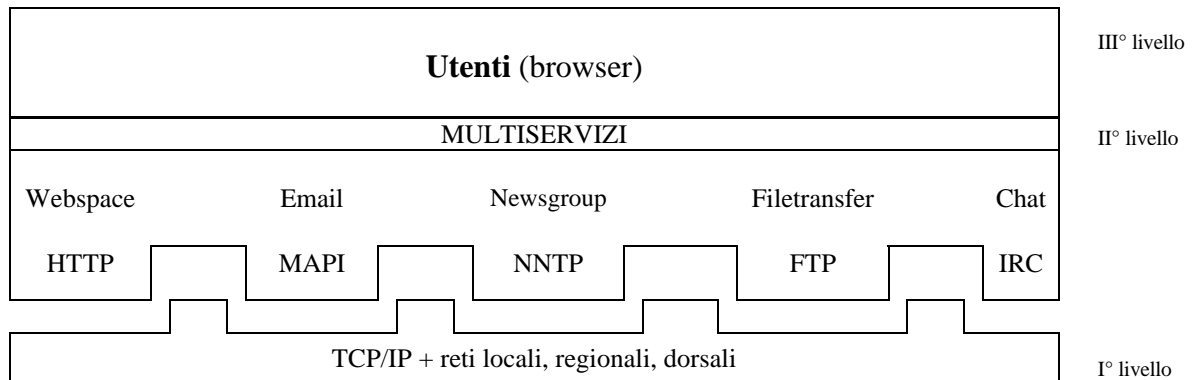 III° livello
Utenti (browser)
MULTISERVIZI
II° livello
Webspace Email Newsgroup Filetransfer Chat
HTTP MAPI NNTP FTP IRC
TCP/IP + reti locali, regionali, dorsali
I° livello